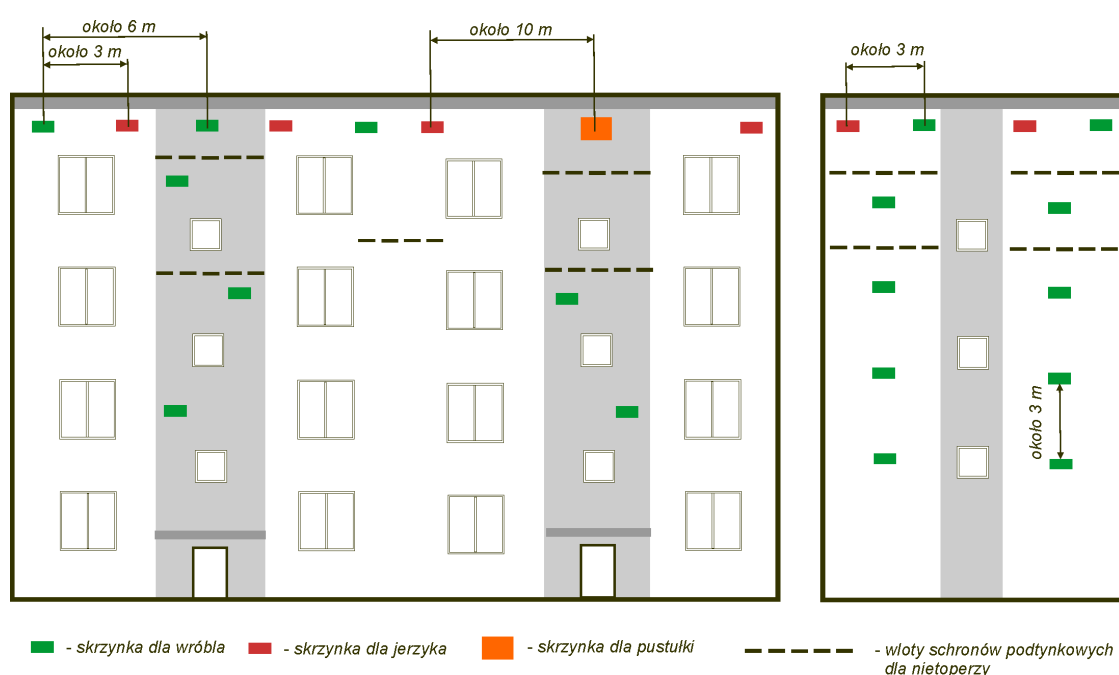 około 6 m
około 3 m
około 10 m
około 3 m
około 3 m
- skrzynka dla wróbla
- skrzynka dla jerzyka
- skrzynka dla pustułki
- wloty schronów podtynkowych
dla nietoperzy